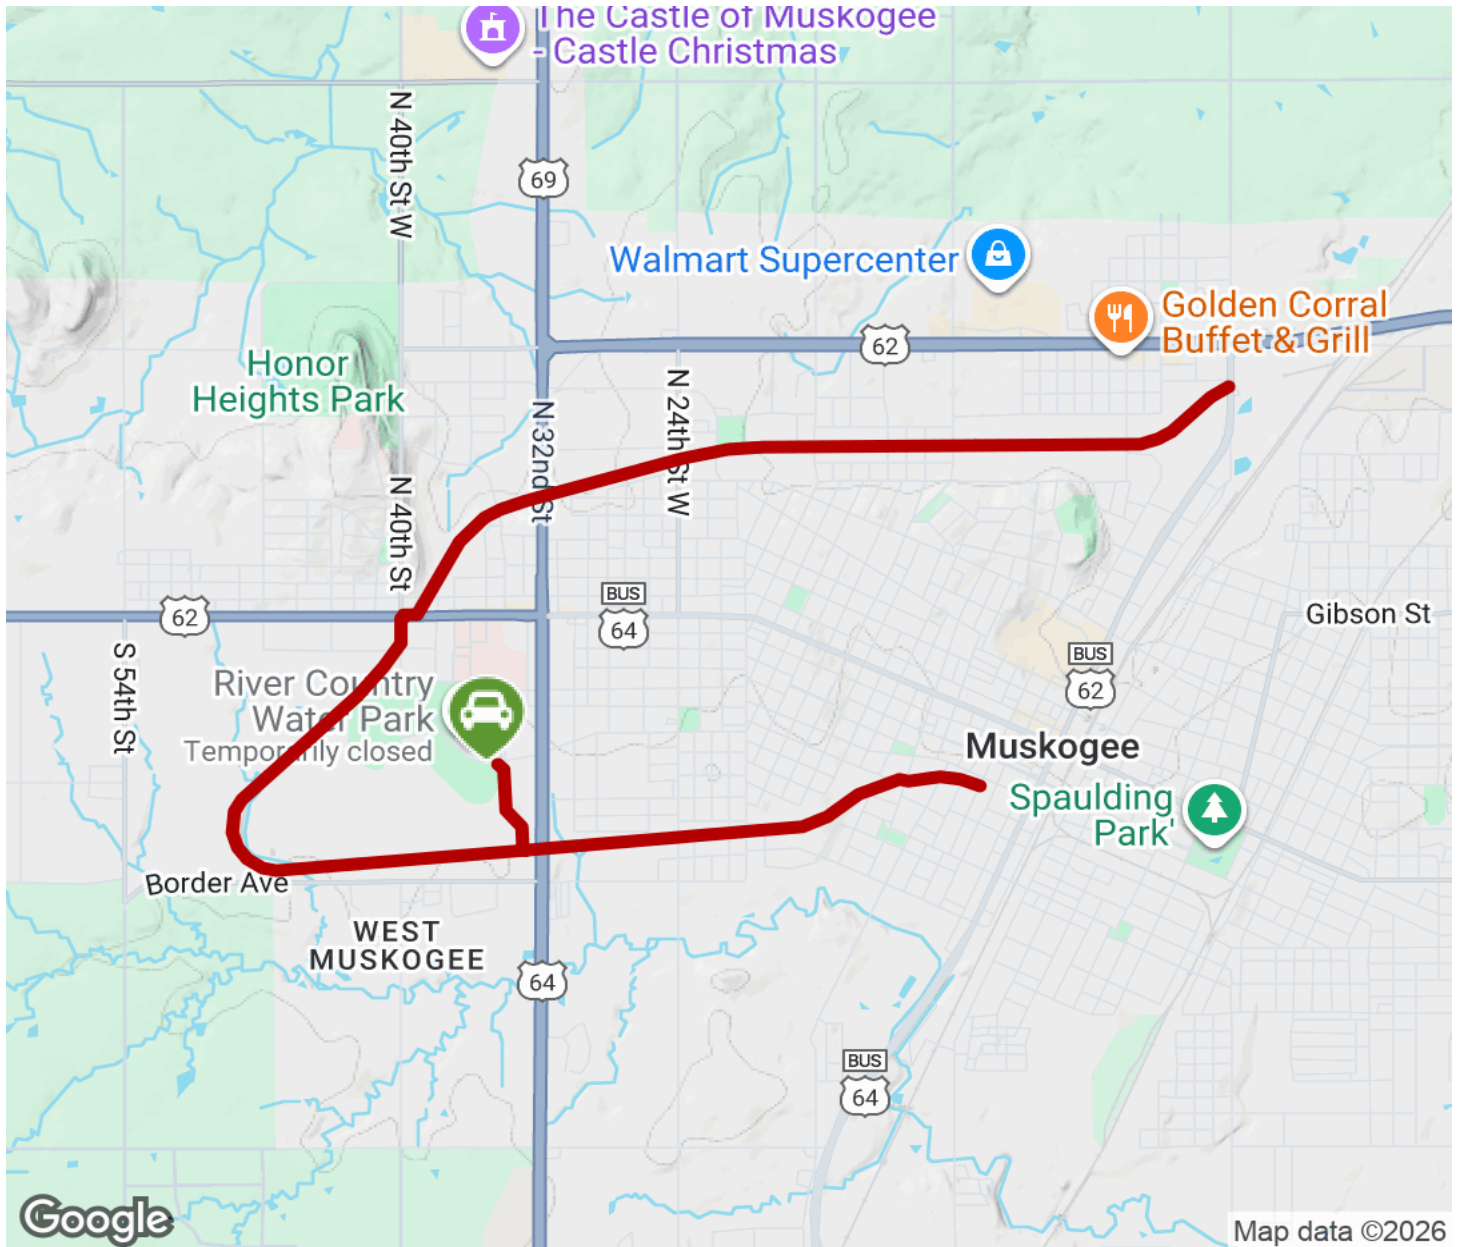 The Castle of Muskogee
- Castle Christmas
N 40th St W
69
Walmart Supercenter
Golden Corral
Buffet & Grill
62
Honor
Heights Park
N 24th St W
N 32nd St
N 40th St
BUS
64
62
Gibson St
S 54th St
BUS
62
River Country
Water Park
Temporarily closed
Muskogee
Spaulding
Park'
Border Ave
WEST
MUSKOGEE
64
BUS
64
Google
Map data ©2026